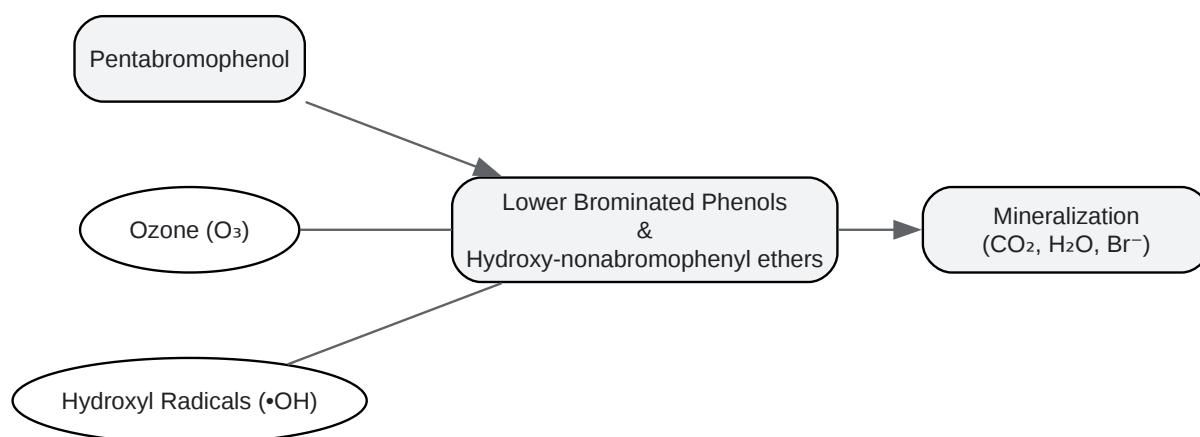 Pentabromophenol
Ozone (O₃)
Lower Brominated Phenols
&
Hydroxy-nonabromophenyl ethers
Mineralization
(CO₂, H₂O, Br⁻)
Hydroxyl Radicals (•OH)